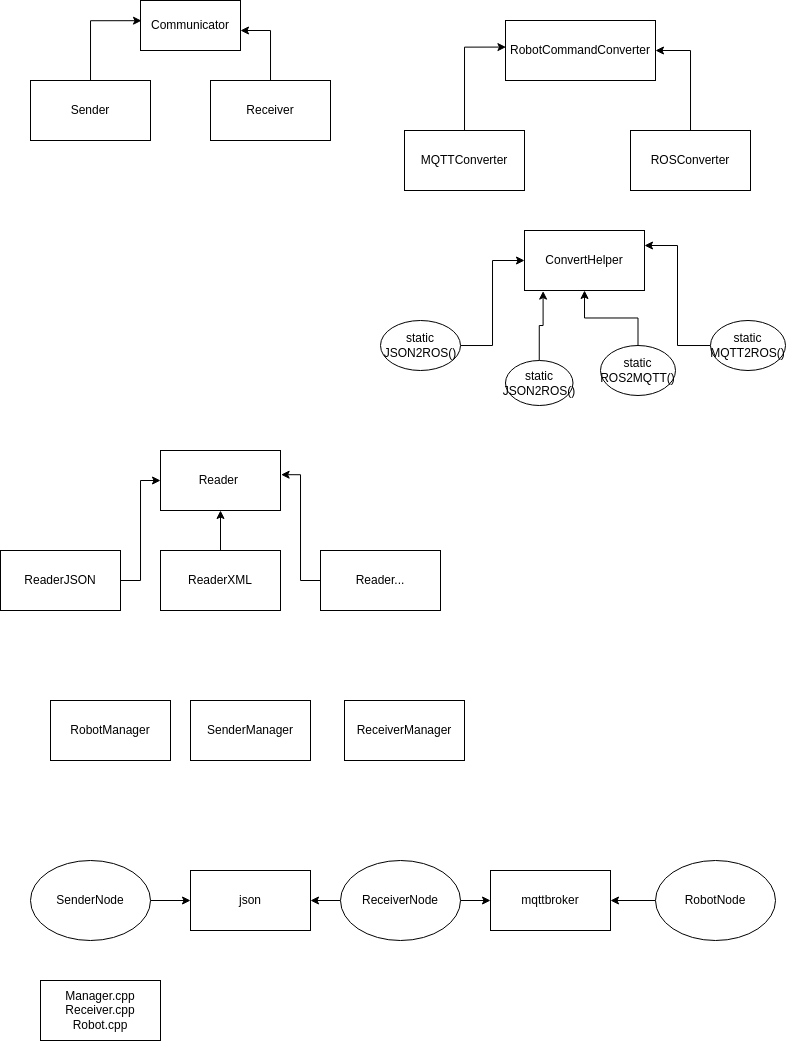 Communicator
RobotCommandConverter
Sender
Receiver
MQTTConverter
ROSConverter
ConvertHelper
static
JSON2ROS()
static
JSON2ROS()
static
ROS2MQTT()
static
MQTT2ROS()
Reader
ReaderJSON
ReaderXML
Reader...
RobotManager
SenderManager
ReceiverManager
SenderNode
json
ReceiverNode
mqttbroker
RobotNode
Manager.cpp
Receiver.cpp
Robot.cpp